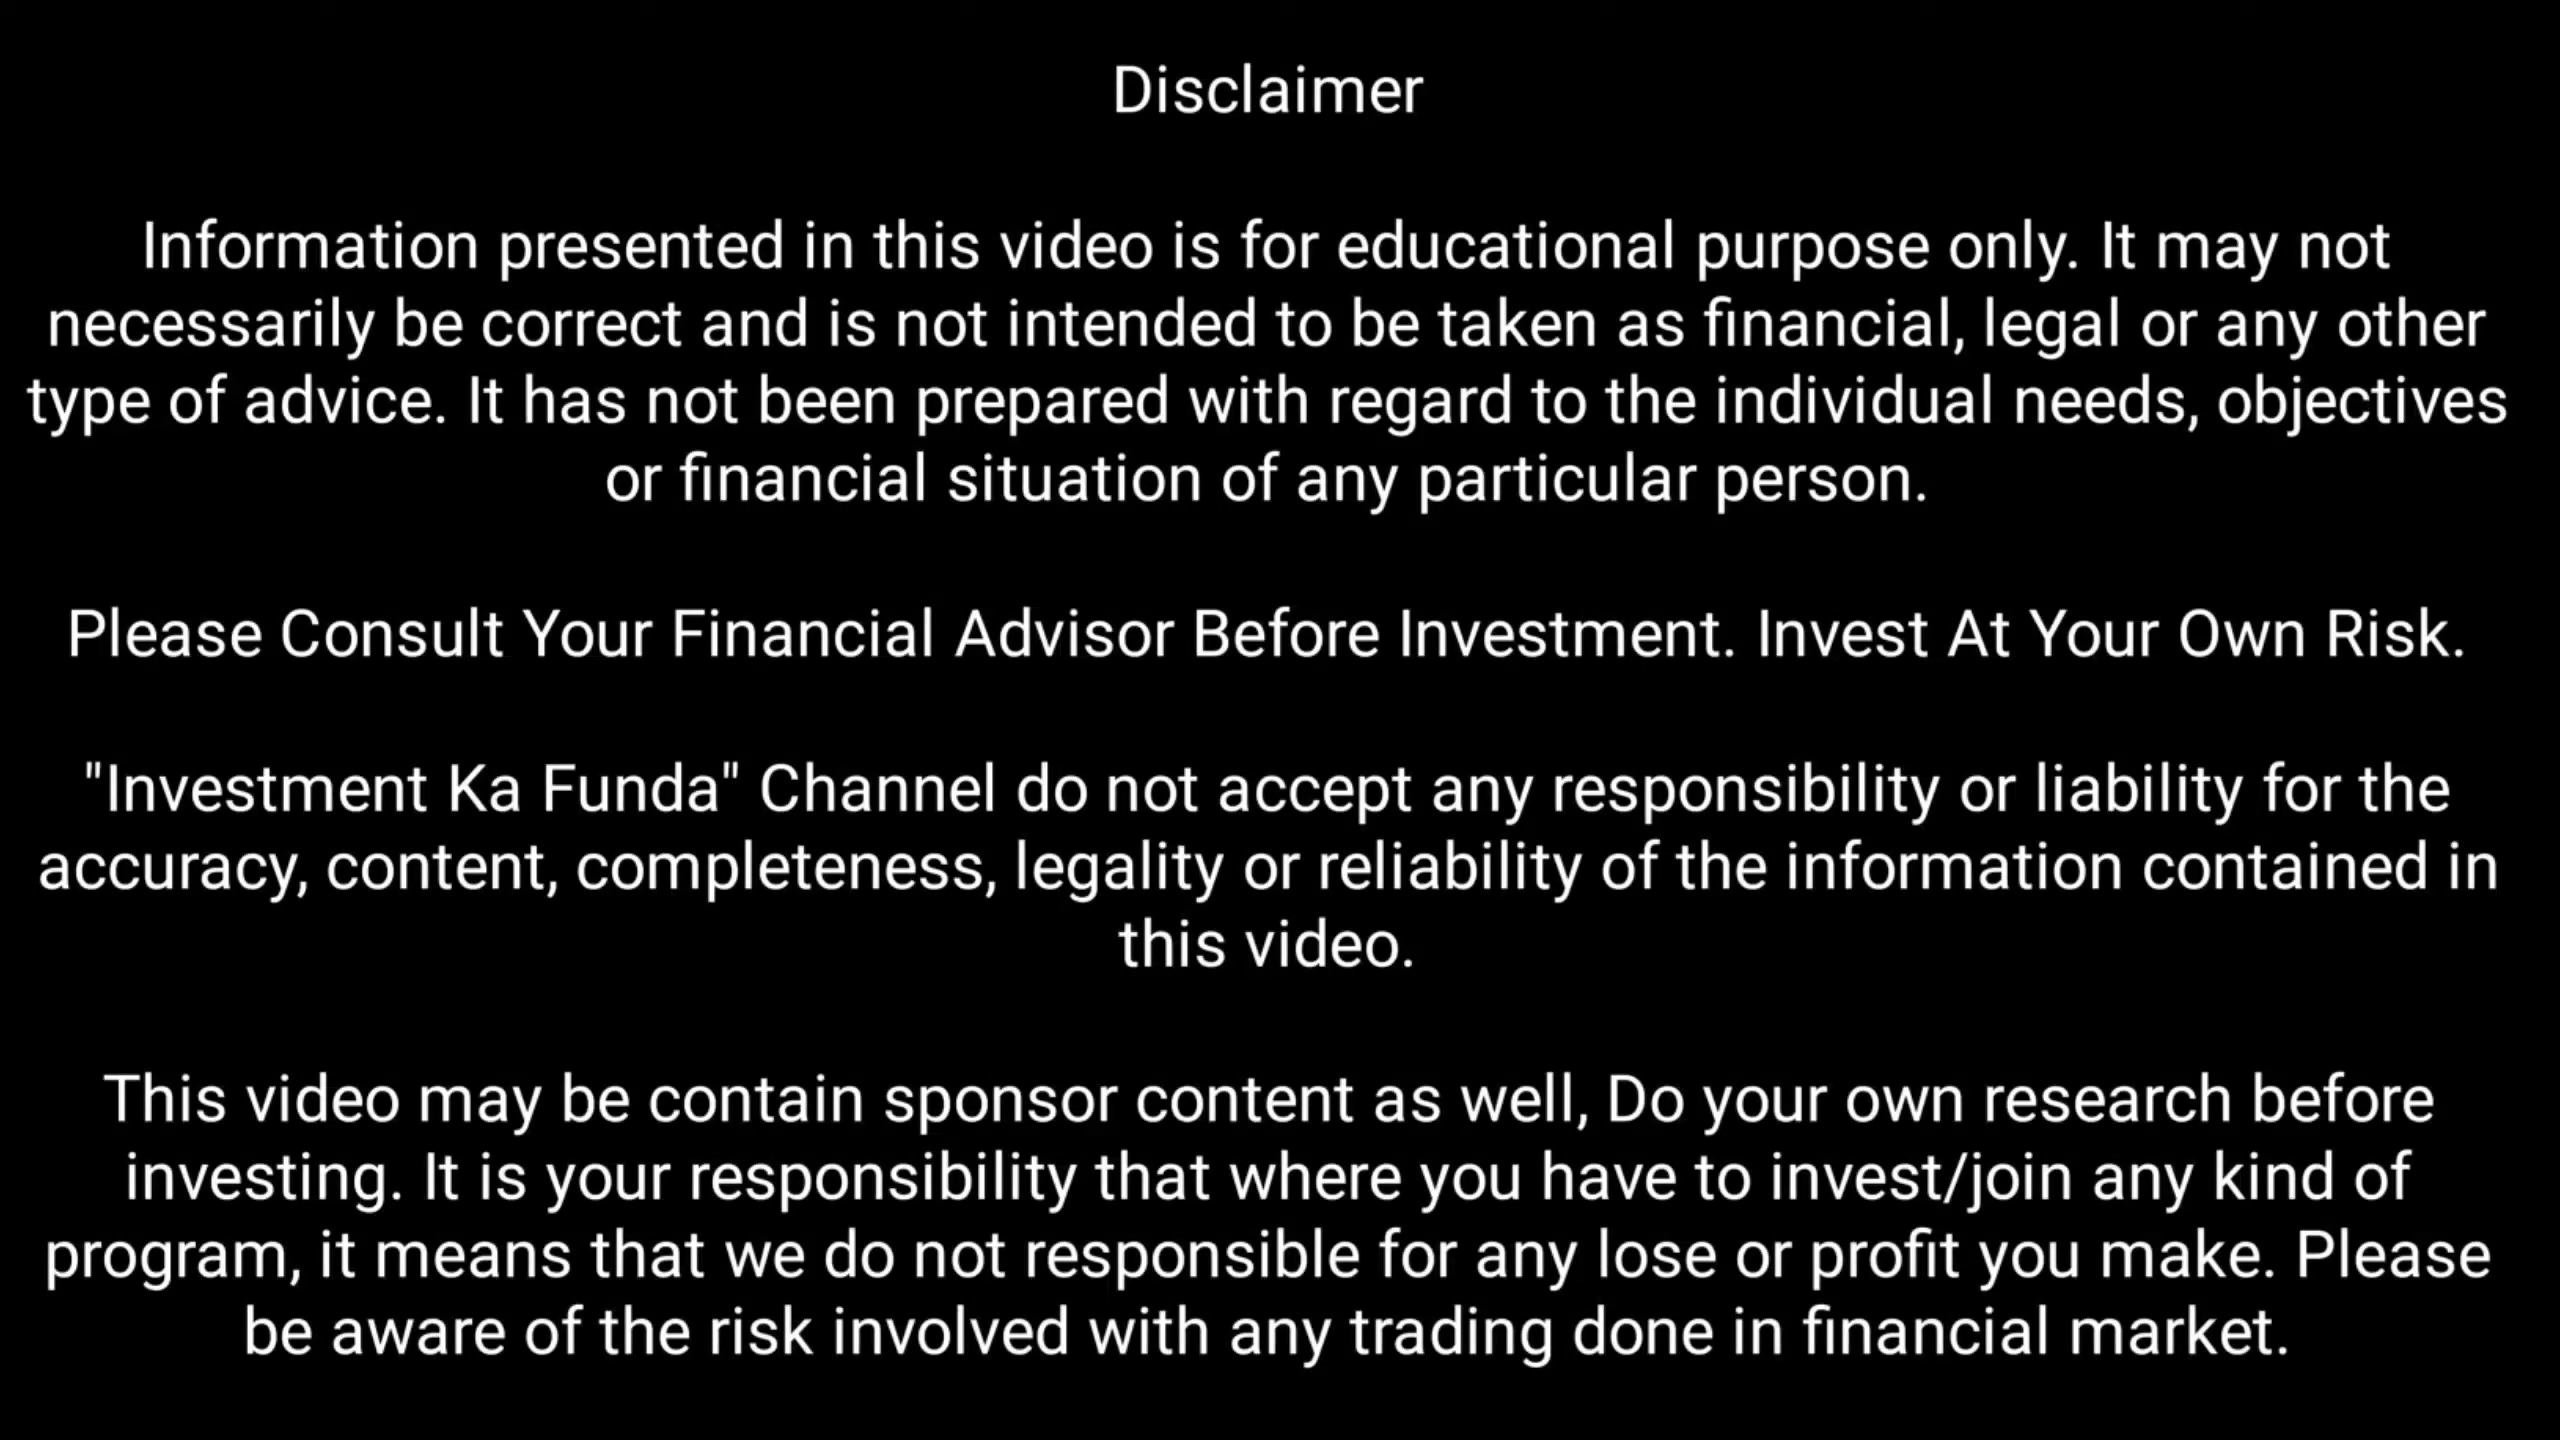 Disclaimer
Information presented in this video is for educational purpose only. It may not
necessarily be correct and is not intended to be taken as financial, legal or any other
type of advice. It has not been prepared with regard to the individual needs, objectives
or financial situation of any particular person.
Please Consult Your Financial Advisor Before Investment. Invest At Your Own Risk.
"Investment Ka Funda" Channel do not accept any responsibility or liability for the
accuracy, content, completeness, legality or reliability of the information contained in
this video.
This video may be contain sponsor content as well, Do your own research before
investing. It is your responsibility that where you have to invest/join any kind of
program, it means that we do not responsible for any lose or profit you make. Please
be aware of the risk involved with any trading done in financial market.